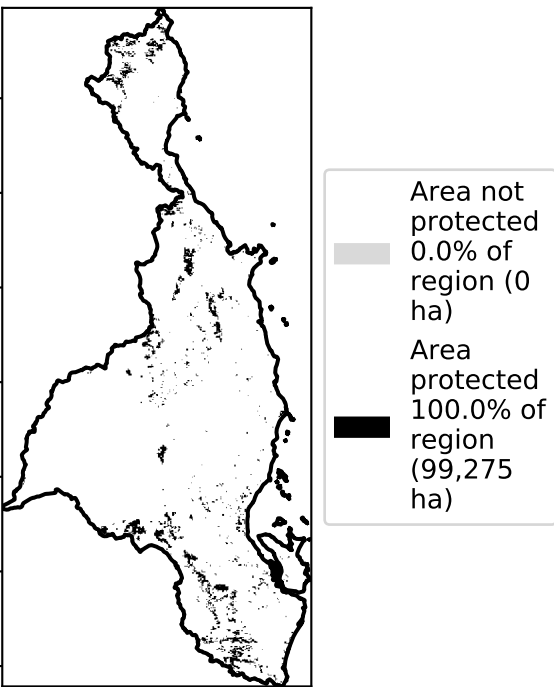 Area not
protected
0.0% of
region (0
ha)
Area
protected
100.0% of
region
(99,275
ha)